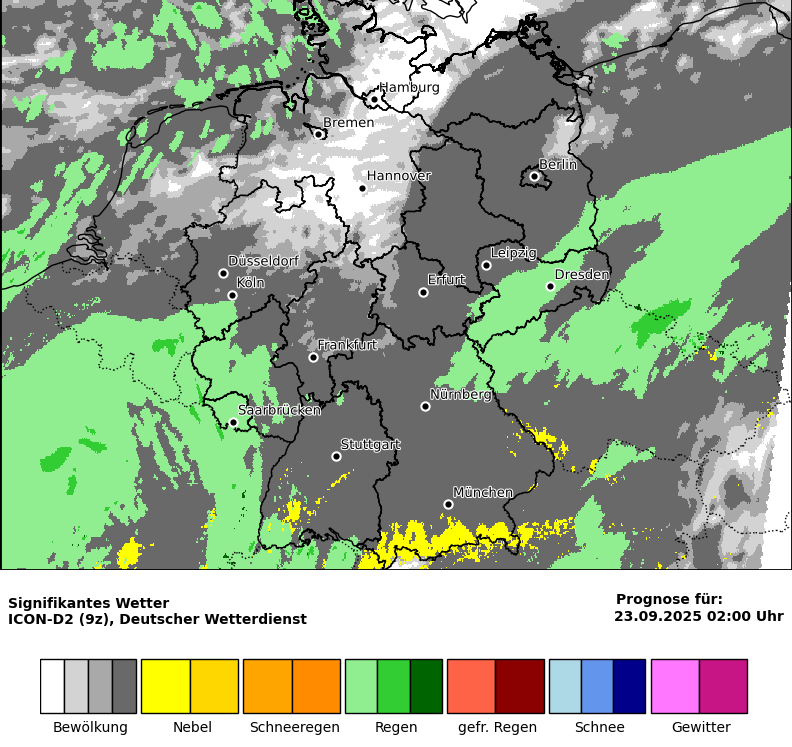 Hamburg
Bremen
Berlin
Hannover
Leipzig
Düsseldorf
Dresden
Köln
Erfurt
Frankfurt
Nürnberg
Saarbrücken
Stuttgart
München
Signifikantes Wetter
ICON-D2 (9z), Deutscher Wetterdienst
Prognose für:
23.09.2025 02:00 Uhr
Bewölkung Nebel Schneeregen Regen gefr. Regen Schnee Gewitter